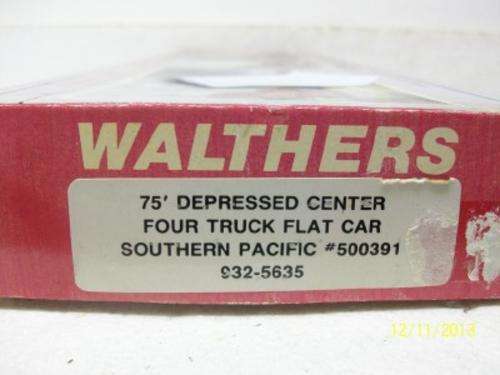 WALTHERS
75' DEPRESSED CENTER
FOUR TRUCK FLAT CAR
SOUTHERN PACIFIC #500391
932-5635
12/11/2013